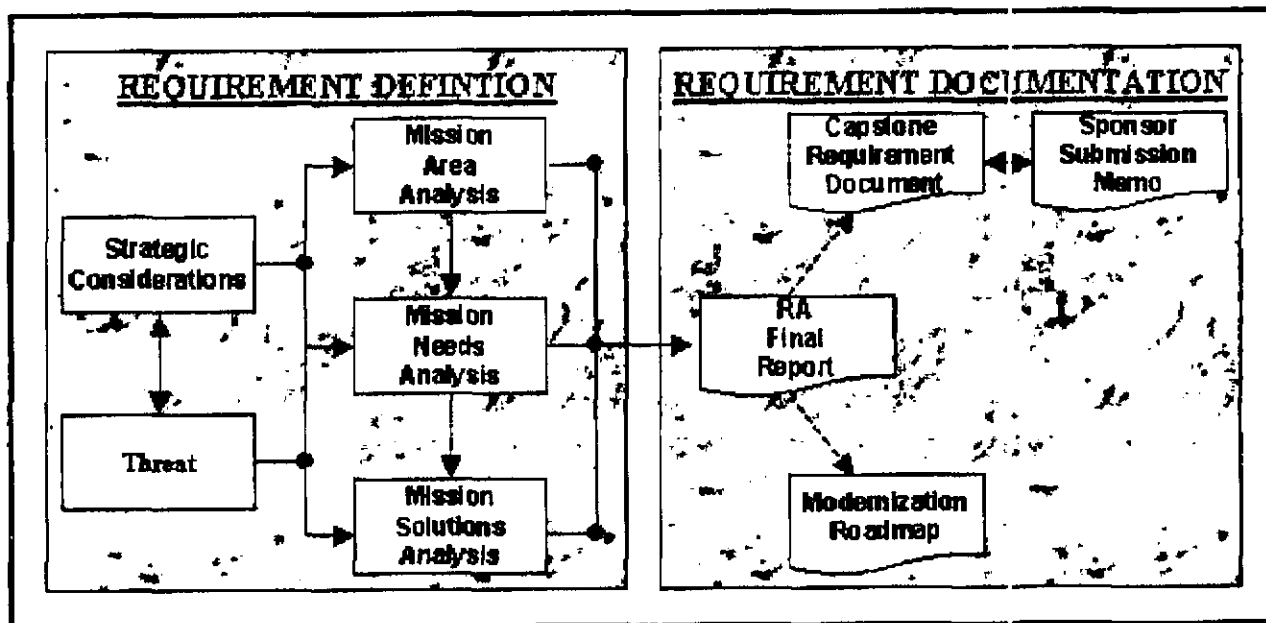 REQUIREMENT DEFINTION
Mission
Area
Analysis
Strategic
Considerations
Mission
Needs
Analysis
Threat
Mission
Solutions
Analysis
REQUIREMENT DOCUMENTATION
Capstone
Requirement
Document
Sponsor
Submission
Memo
RA
Final
Report
Modernization
Roadmap